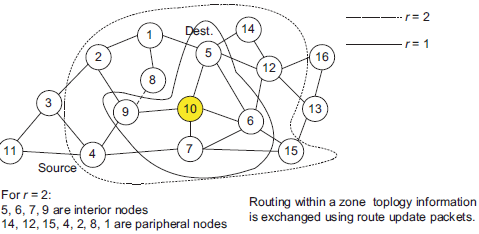 r = 2
r = 1
Dest.
1
14
2
5
16
12
8
3
10
9
13
6
11
7
4
15
Source
For r = 2:
5, 6, 7, 9 are interior nodes
14, 12, 15, 4, 2, 8, 1 are paripheral nodes
Routing within a zone toplogy information
is exchanged using route update packets.